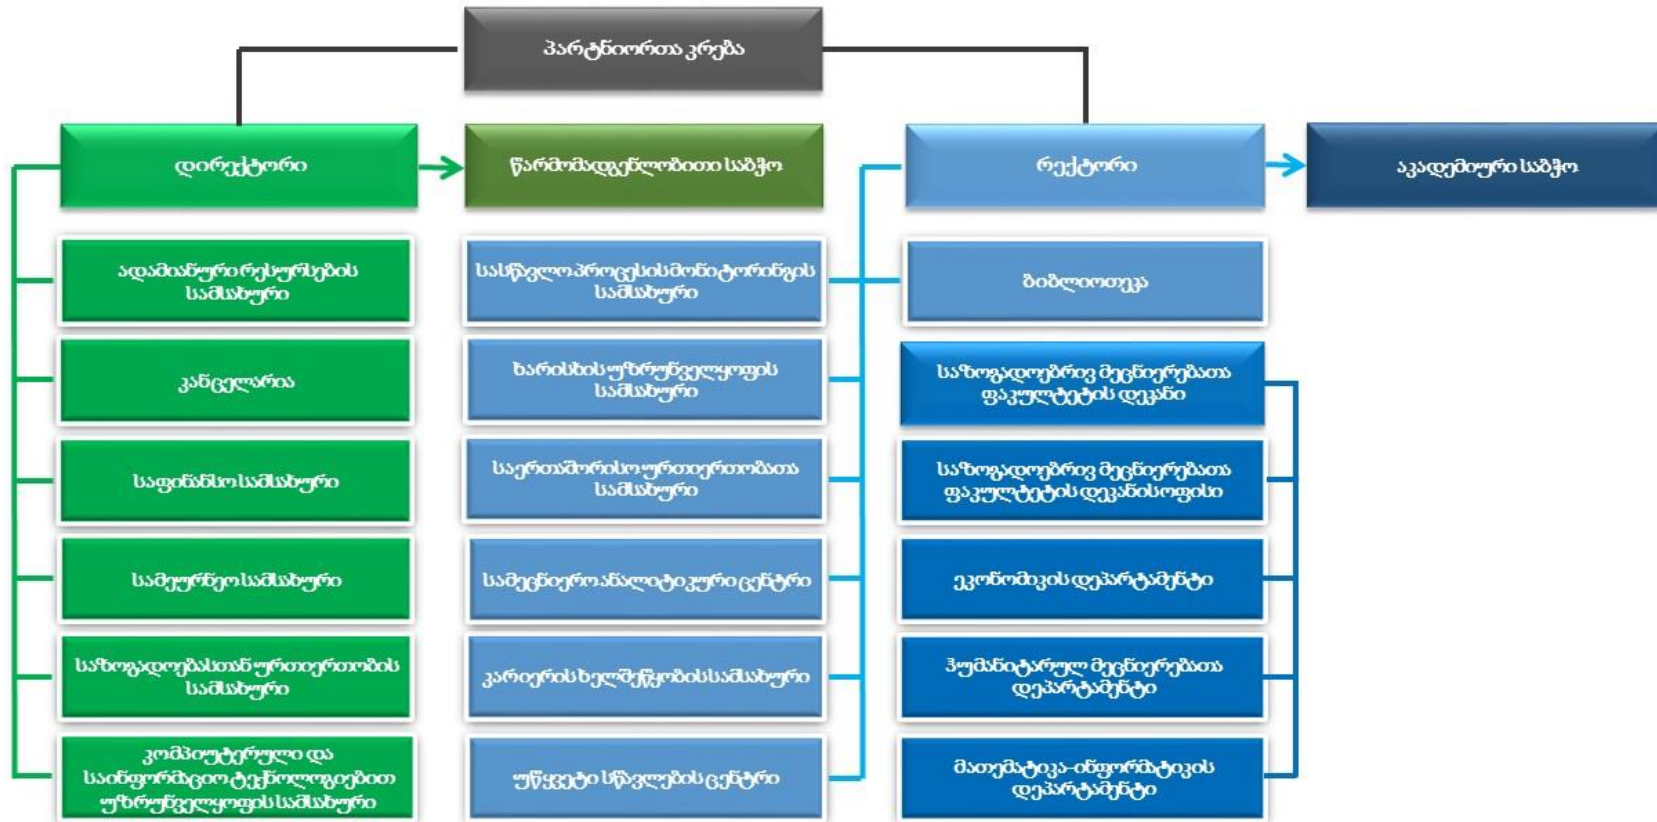 პარტნიორთა კრება
დირექტორი
წარმომადგენლობითი საბჭო
რექტორი
აკადემიური საბჭო
ადამიანური რესურსების
სამსახური
სასწავლო პროცესის მონიტორინგის
სამსახური
ბიბლიოთეკა
კანცელარია
ხარისხის უზრუნველყოფის
სამსახური
საზოგადოებრივ მეცნიერებათა
ფაკულტეტის დეკანი
საფინანსო სამსახური
საერთაშორისო ურთიერთობათა
სამსახური
საზოგადოებრივ მეცნიერებათა
ფაკულტეტის დეკანის ოფისი
სამეურნეო სამსახური
სამეცნიერო ანალიტიკური ცენტრი
ეკონომიკის დეპარტამენტი
საზოგადოებასთან ურთიერთობის
სამსახური
კარიერის ხელშეწყობის სამსახური
ჰუმანიტარულ მეცნიერებათა
დეპარტამენტი
კომპიუტერული და
საინფორმაციო ტექნოლოგიებით
უზრუნველყოფის სამსახური
უწყვეტი სწავლების ცენტრი
მათემატიკა-ინფორმატიკის
დეპარტამენტი